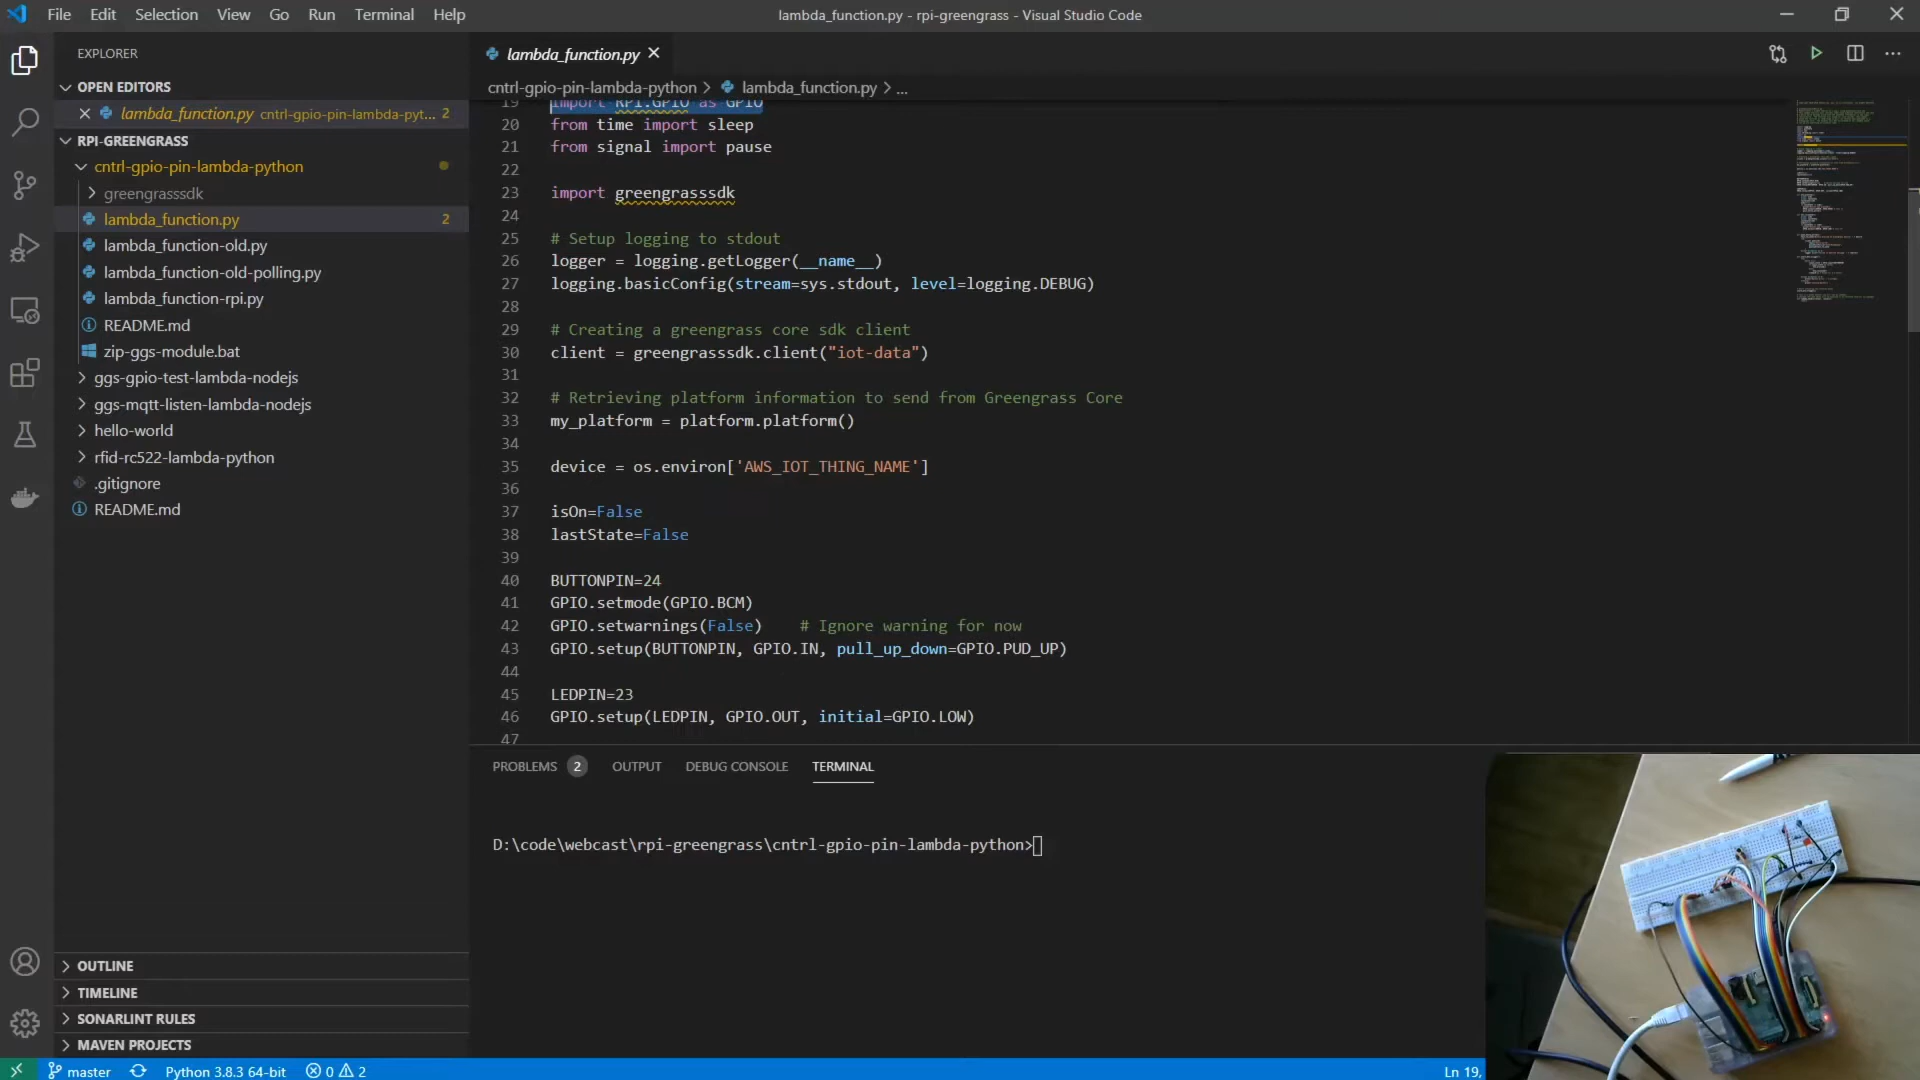 File Edit Selection View Go Run Terminal Help
lambda_function.py - rpi-greengrass - Visual Studio Code
EXPLORER
OPEN EDITORS
lambda_function.py cntrl-gpio-pin-lambda-pyt... 2
RPI-GREENGRASS
cntrl-gpio-pin-lambda-python
greengrasssdk
lambda_function.py 2
lambda_function-old.py
lambda_function-old-polling.py
lambda_function-rpi.py
README.md
zip-ggs-module.bat
ggs-gpio-test-lambda-nodejs
ggs-mqtt-listen-lambda-nodejs
hello-world
rfid-rc522-lambda-python
.gitignore
README.md
OUTLINE
TIMELINE
SONARLINT RULES
MAVEN PROJECTS
lambda_function.py
cntrl-gpio-pin-lambda-python > lambda_function.py > ...
19 import RPi.GPIO as GPIO
20 from time import sleep
21 from signal import pause
22
23 import greengrasssdk
24
25 # Setup logging to stdout
26 logger = logging.getLogger(__name__)
27 logging.basicConfig(stream=sys.stdout, level=logging.DEBUG)
28
29 # Creating a greengrass core sdk client
30 client = greengrasssdk.client("iot-data")
31
32 # Retrieving platform information to send from Greengrass Core
33 my_platform = platform.platform()
34
35 device = os.environ['AWS_IOT_THING_NAME']
36
37 isOn=False
38 lastState=False
39
40 BUTTONPIN=24
41 GPIO.setmode(GPIO.BCM)
42 GPIO.setwarnings(False) # Ignore warning for now
43 GPIO.setup(BUTTONPIN, GPIO.IN, pull_up_down=GPIO.PUD_UP)
44
45 LEDPIN=23
46 GPIO.setup(LEDPIN, GPIO.OUT, initial=GPIO.LOW)
47
PROBLEMS 2 OUTPUT DEBUG CONSOLE TERMINAL
D:\code\webcast\rpi-greengrass\cntrl-gpio-pin-lambda-python>
master Python 3.8.3 64-bit 0 2 Ln 19,